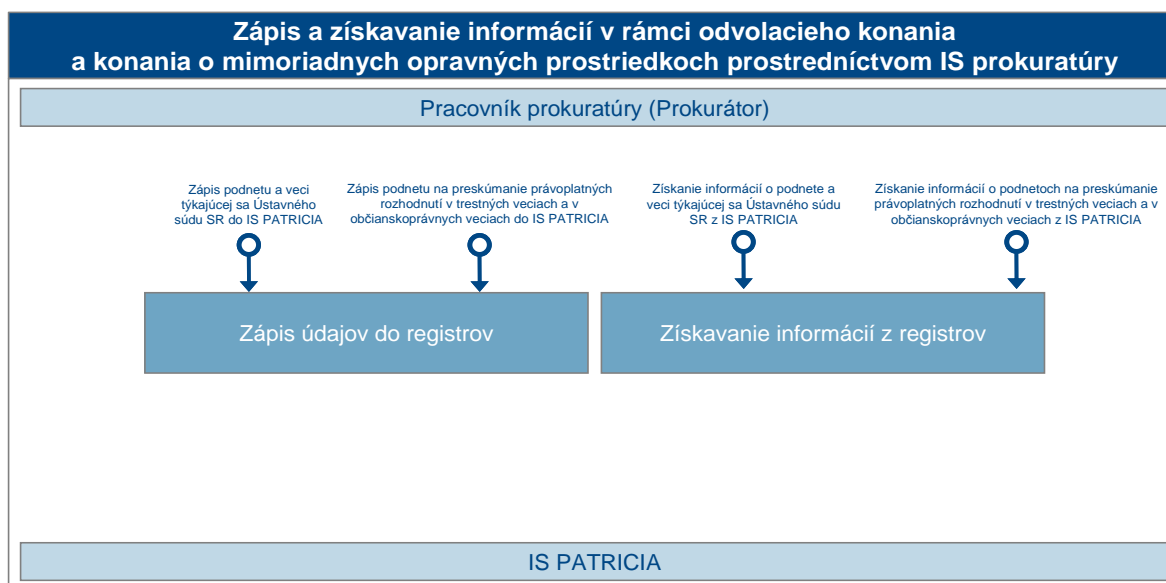 Zápis a získavanie informácií v rámci odvolacieho konania
a konania o mimoriadnych opravných prostriedkoch prostredníctvom IS prokuratúry
Pracovník prokuratúry (Prokurátor)
Zápis podnetu a veci
týkajúcej sa Ústavného
súdu SR do IS PATRICIA
Zápis podnetu na preskúmanie právoplatných
rozhodnutí v trestných veciach a v
občianskoprávnych veciach do IS PATRICIA
Získanie informácií o podnete a
veci týkajúcej sa Ústavného súdu
SR z IS PATRICIA
Získanie informácií o podnetoch na preskúmanie
právoplatných rozhodnutí v trestných veciach a v
občianskoprávnych veciach z IS PATRICIA
Zápis údajov do registrov
Získavanie informácií z registrov
IS PATRICIA